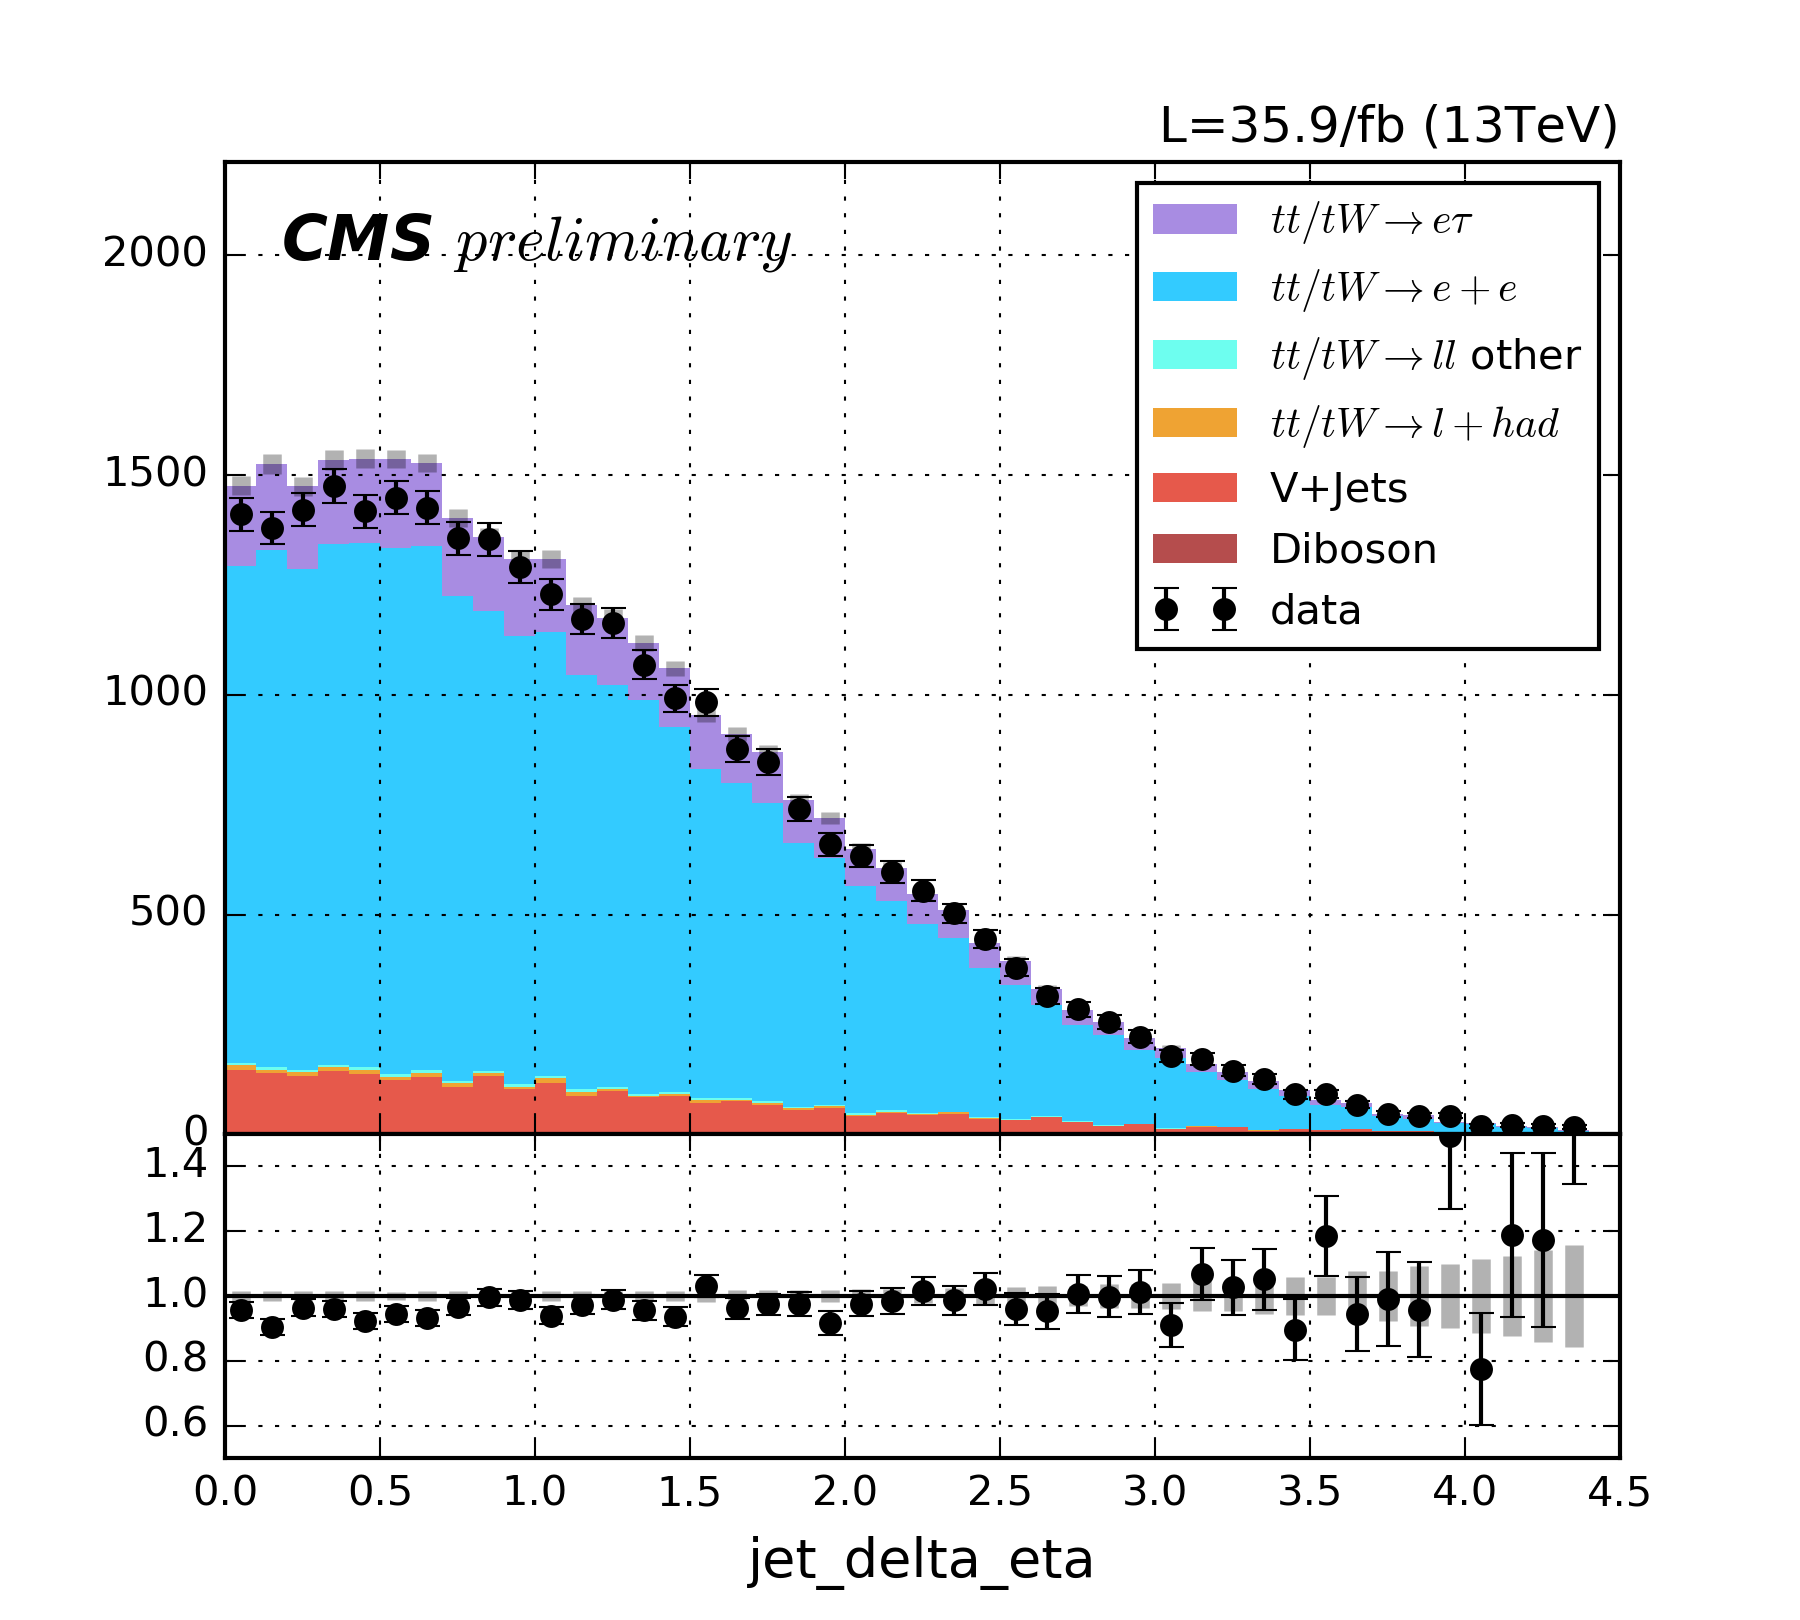 L=35.9/fb (13TeV)
CMS preliminary
2000
1500
1000
500
0
tt/tW→eτ
tt/tW→e+e
tt/tW→ll other
tt/tW→l+had
V+Jets
Diboson
data
1.4
1.2
1.0
0.8
0.6
0.0 0.5 1.0 1.5 2.0 2.5 3.0 3.5 4.0 4.5
jet_delta_eta